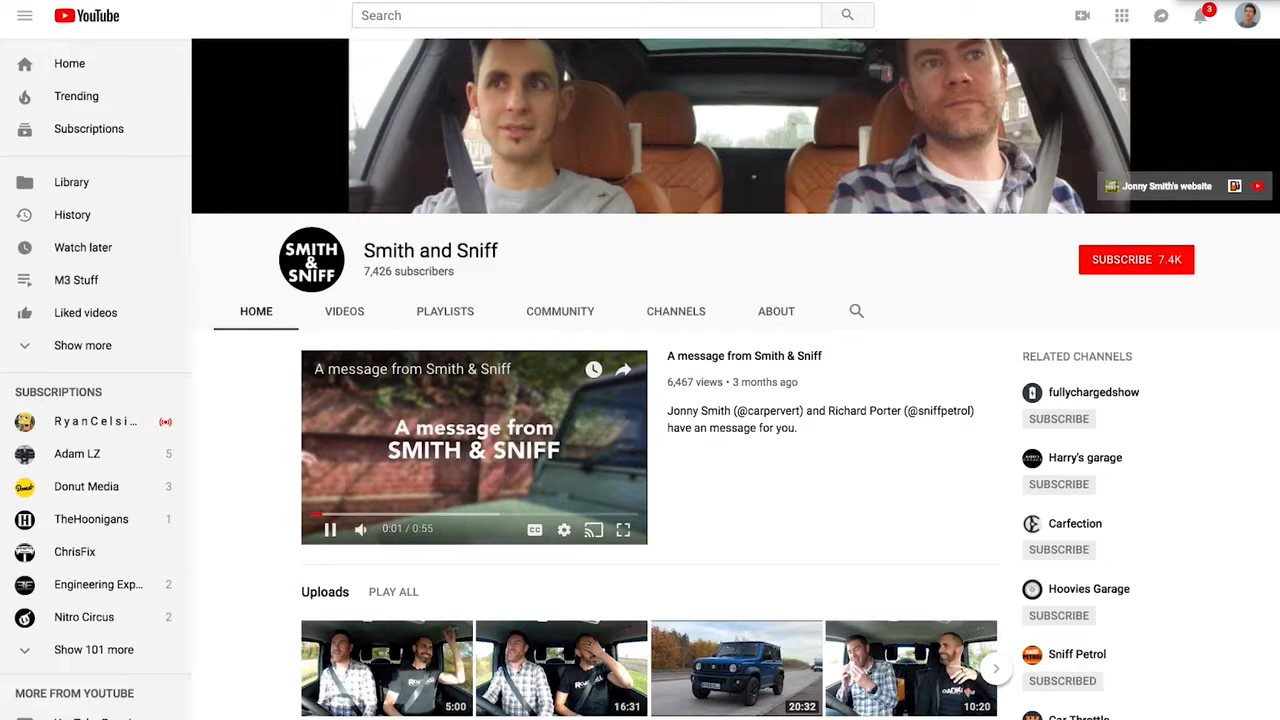 YouTube
Search
3
Home
Trending
Subscriptions
Library
History
Watch later
M3 Stuff
Liked videos
Show more
SUBSCRIPTIONS
RyanCelsi...
Adam LZ 5
Donut Media 3
TheHoonigans 1
ChrisFix
Engineering Exp... 2
Nitro Circus 2
Show 101 more
MORE FROM YOUTUBE
Jonny Smith's website
SMITH
&
SNIFF
Smith and Sniff
7,426 subscribers
SUBSCRIBE 7.4K
HOME VIDEOS PLAYLISTS COMMUNITY CHANNELS ABOUT
A message from Smith & Sniff
A message from
SMITH & SNIFF
0:01 / 0:55
CC
A message from Smith & Sniff
6,467 views • 3 months ago
Jonny Smith (@carpervert) and Richard Porter (@sniffpetrol)
have an message for you.
Uploads PLAY ALL
5:00
16:31
20:32
10:20
RELATED CHANNELS
fullychargedshow
SUBSCRIBE
Harry's garage
SUBSCRIBE
Carfection
SUBSCRIBE
Hoovies Garage
SUBSCRIBE
Sniff Petrol
SUBSCRIBED
Car Throttle